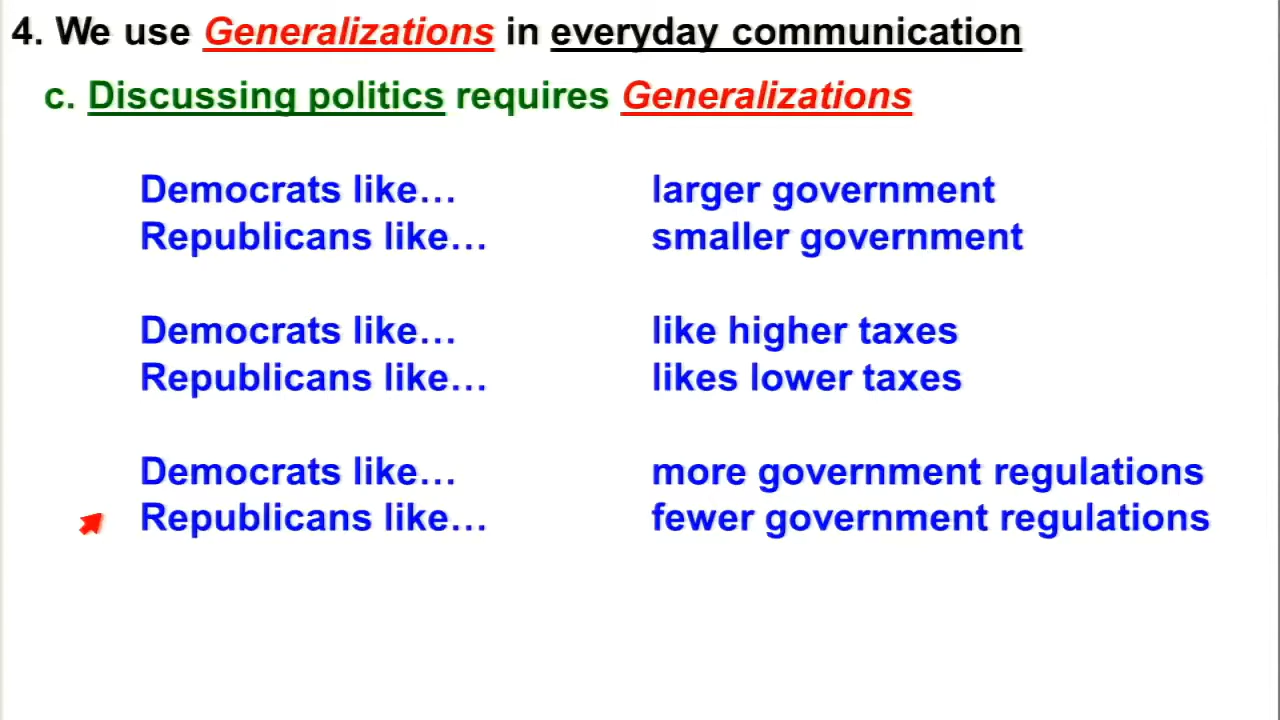 4. We use Generalizations in everyday communication
c. Discussing politics requires Generalizations
Democrats like… larger government
Republicans like… smaller government
Democrats like… like higher taxes
Republicans like… likes lower taxes
Democrats like… more government regulations
Republicans like… fewer government regulations